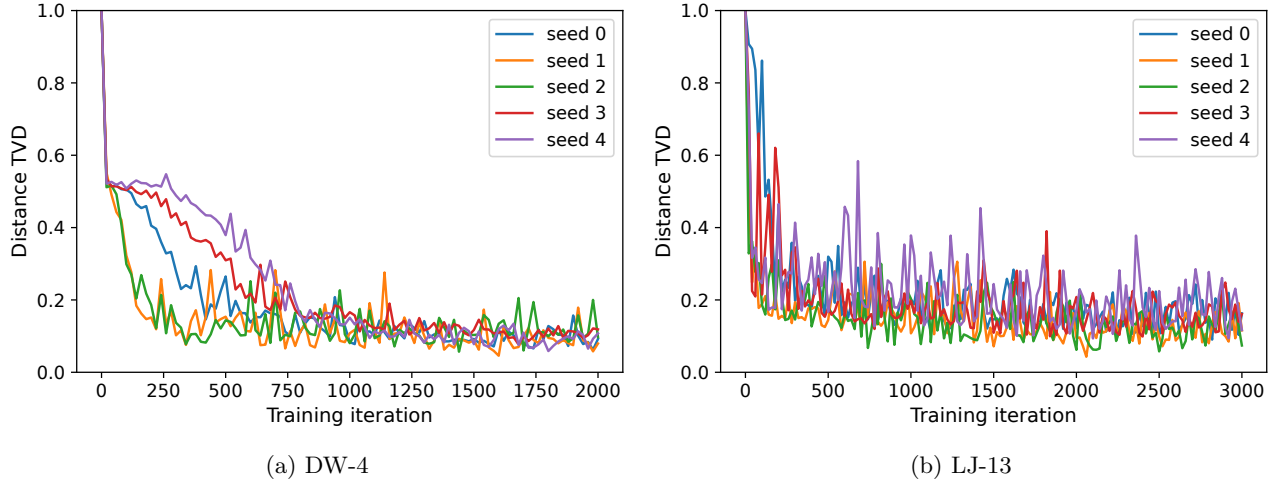 1.0
0.8
0.6
0.4
0.2
0.0
Distance TVD
0 250 500 750 1000 1250 1500 1750 2000
Training iteration
seed 0
seed 1
seed 2
seed 3
seed 4
(a) DW-4
1.0
0.8
0.6
0.4
0.2
0.0
Distance TVD
0 500 1000 1500 2000 2500 3000
Training iteration
seed 0
seed 1
seed 2
seed 3
seed 4
(b) LJ-13